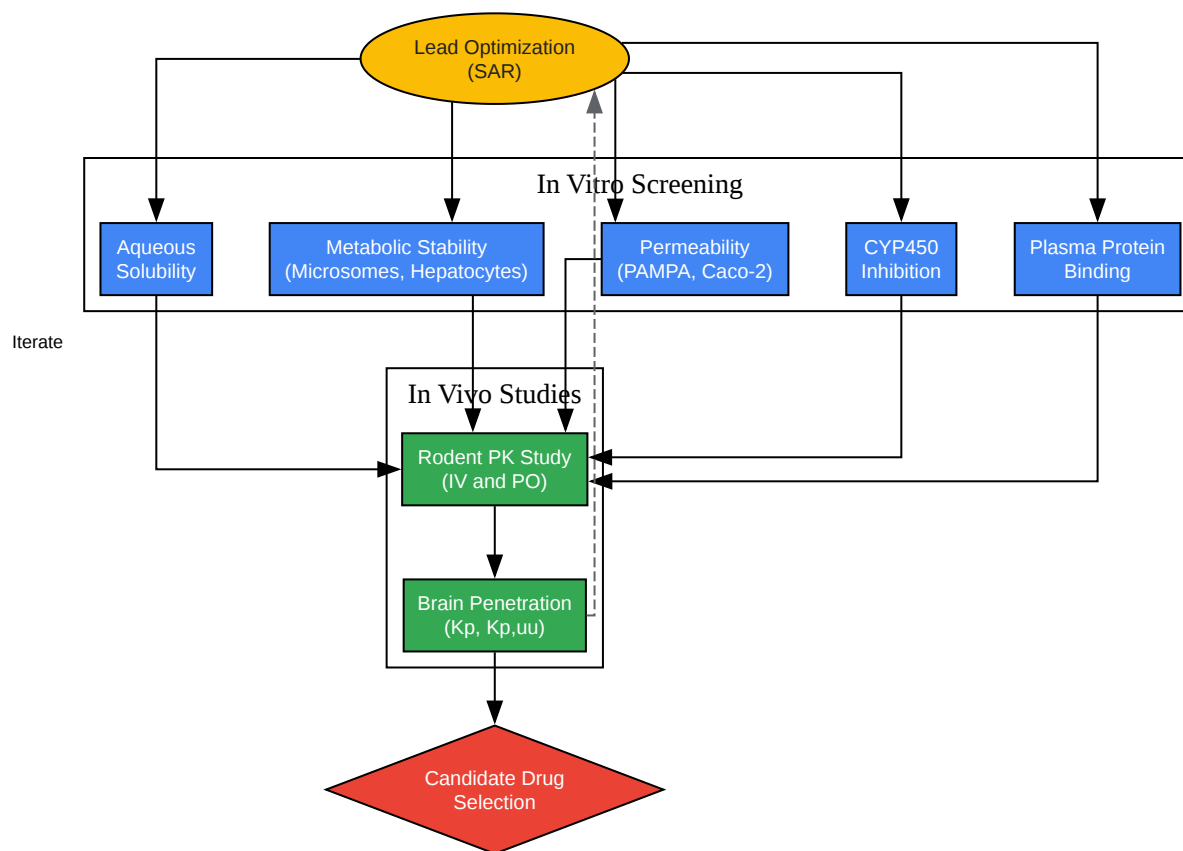 Lead Optimization
(SAR)
In Vitro Screening
Aqueous
Solubility
Metabolic Stability
(Microsomes, Hepatocytes)
Permeability
(PAMPA, Caco-2)
CYP450
Inhibition
Plasma Protein
Binding
Iterate
In Vivo Studies
Rodent PK Study
(IV and PO)
Brain Penetration
(Kp, Kp,uu)
Candidate Drug
Selection